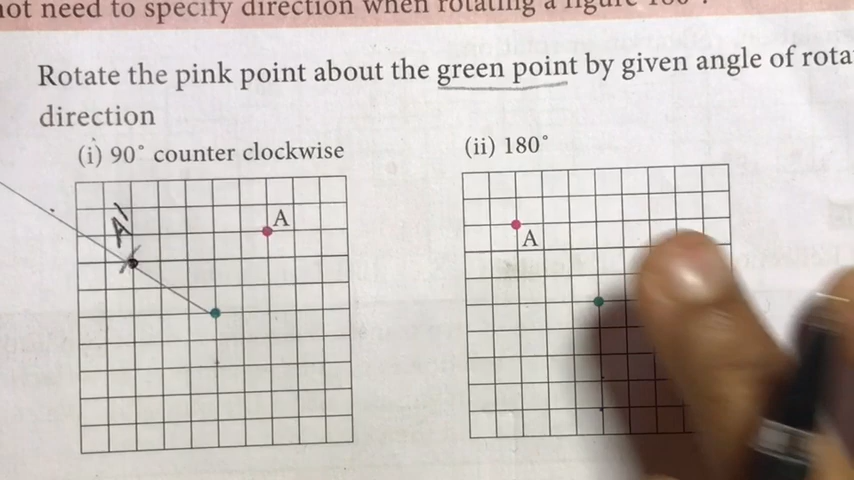 not need to specify direction when rotating a figure 180°.
Rotate the pink point about the green point by given angle of rota
direction
(i) 90° counter clockwise
(ii) 180°
A
A'
A